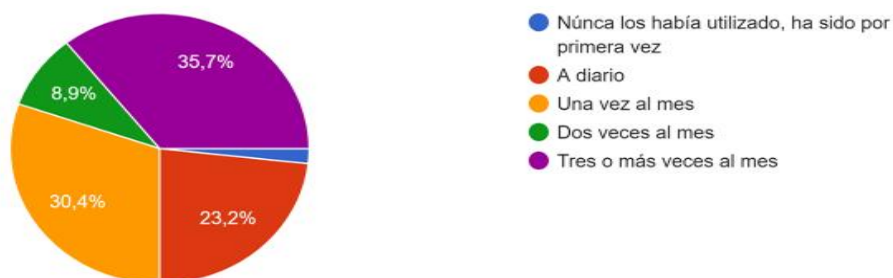 35,7%
8,9%
30,4%
23,2%
Núnca los había utilizado, ha sido por
primera vez
A diario
Una vez al mes
Dos veces al mes
Tres o más veces al mes